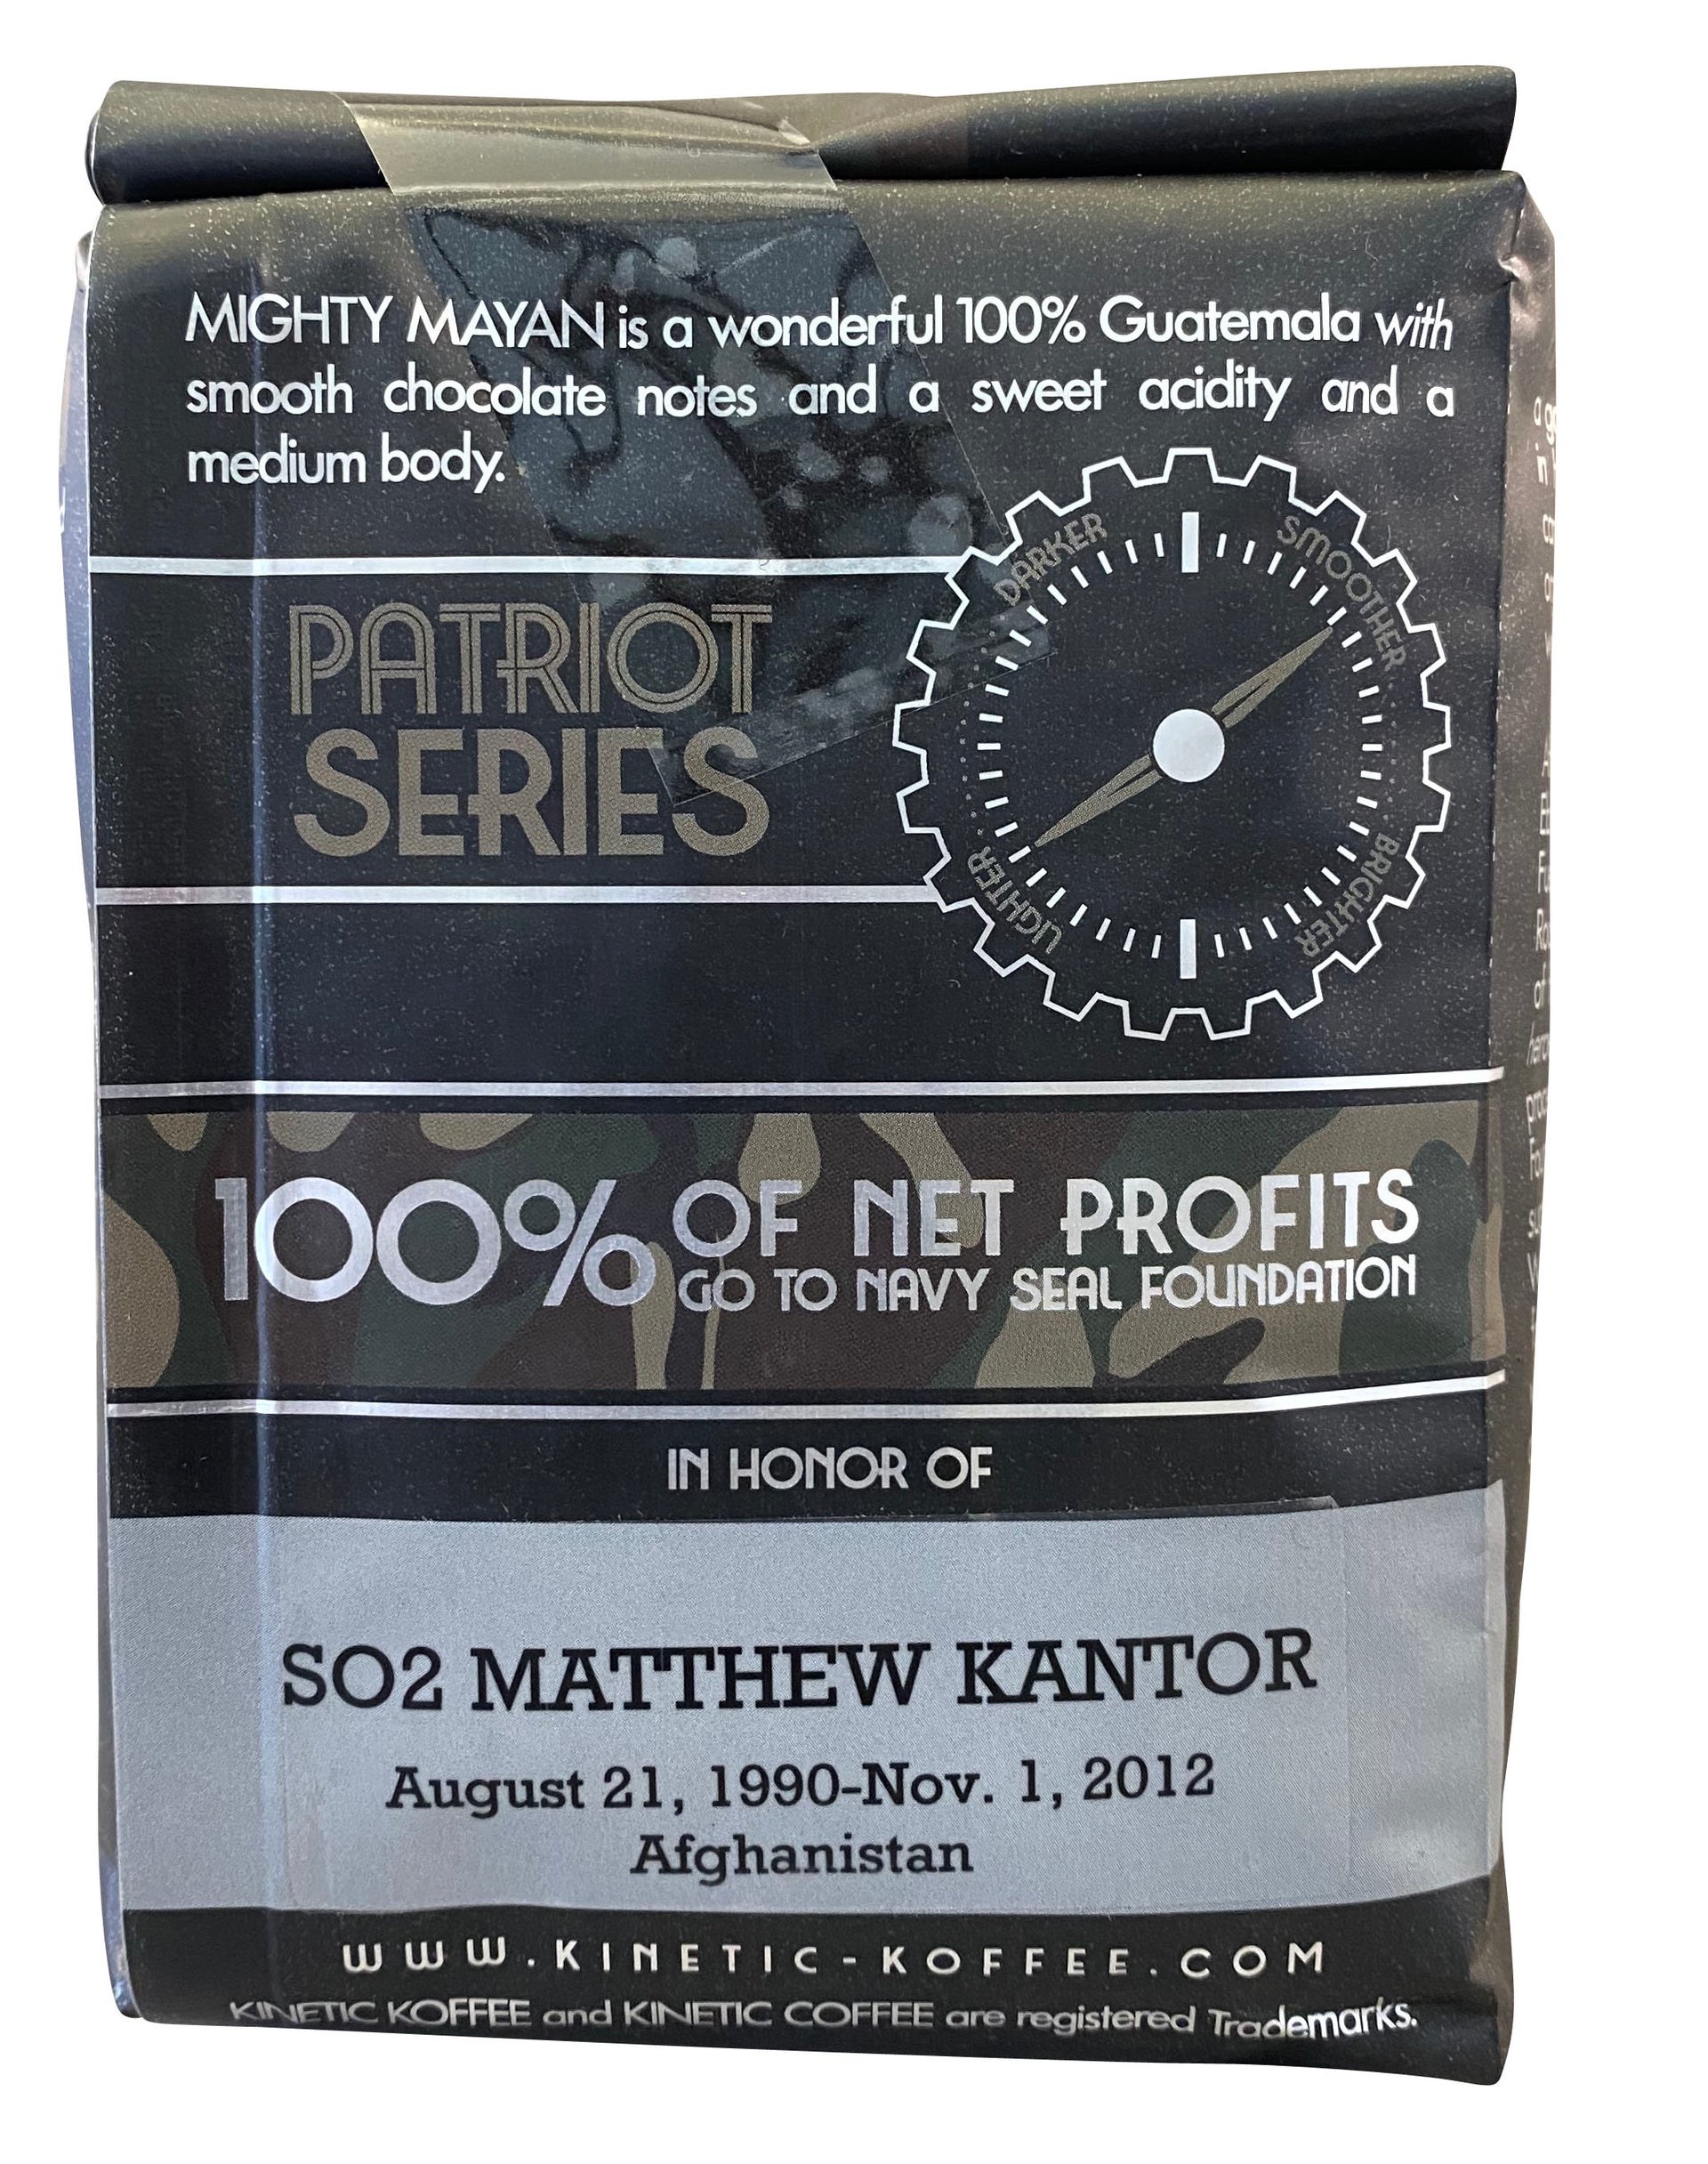 MIGHTY MAYAN is a wonderful 100% Guatemala with
smooth chocolate notes and a sweet acidity and a
medium body.
DARKER
SMOOTHER
PATRIOT
SERIES
LIGHTER
BRIGHTER
100% OF NET PROFITS
GO TO NAVY SEAL FOUNDATION
IN HONOR OF
SO2 MATTHEW KANTOR
August 21, 1990-Nov. 1, 2012
Afghanistan
WWW.KINETIC-KOFFEE.COM
KINETIC KOFFEE and KINETIC COFFEE are registered Trademarks.